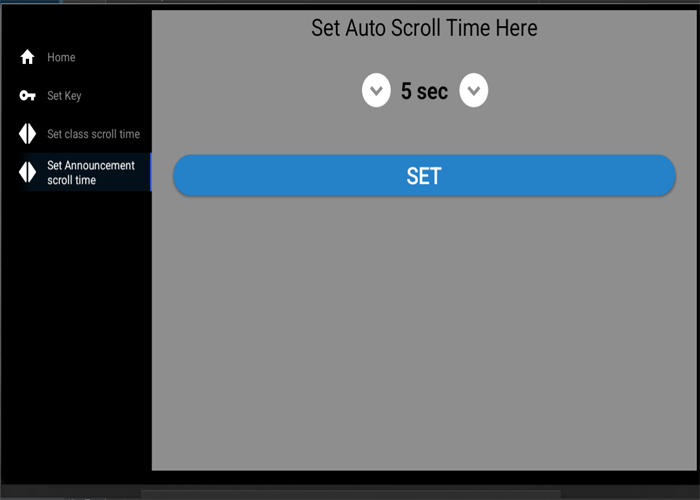 Set Auto Scroll Time Here
Home
Set Key
Set class scroll time
Set Announcement
scroll time
5 sec
SET